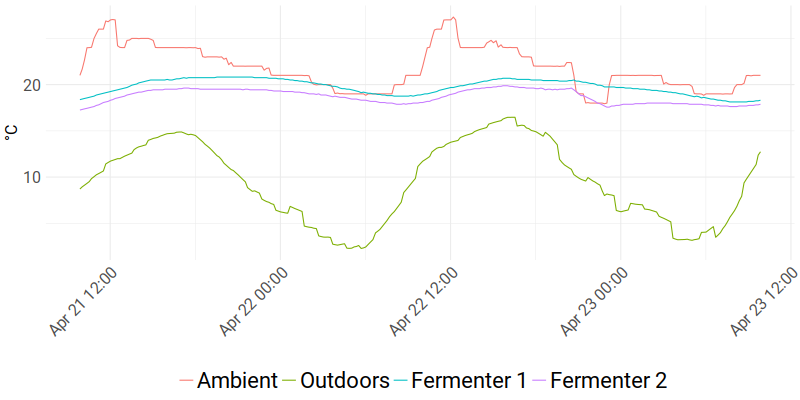 °C
20
10
Apr 21 12:00
Apr 22 00:00
Apr 22 12:00
Apr 23 00:00
Apr 23 12:00
Ambient Outdoors Fermenter 1 Fermenter 2